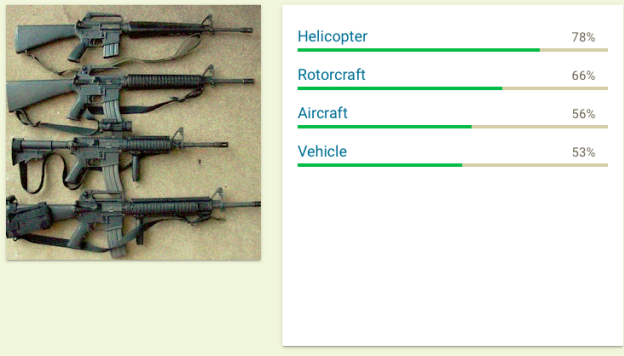 Helicopter 78%
Rotorcraft 66%
Aircraft 56%
Vehicle 53%